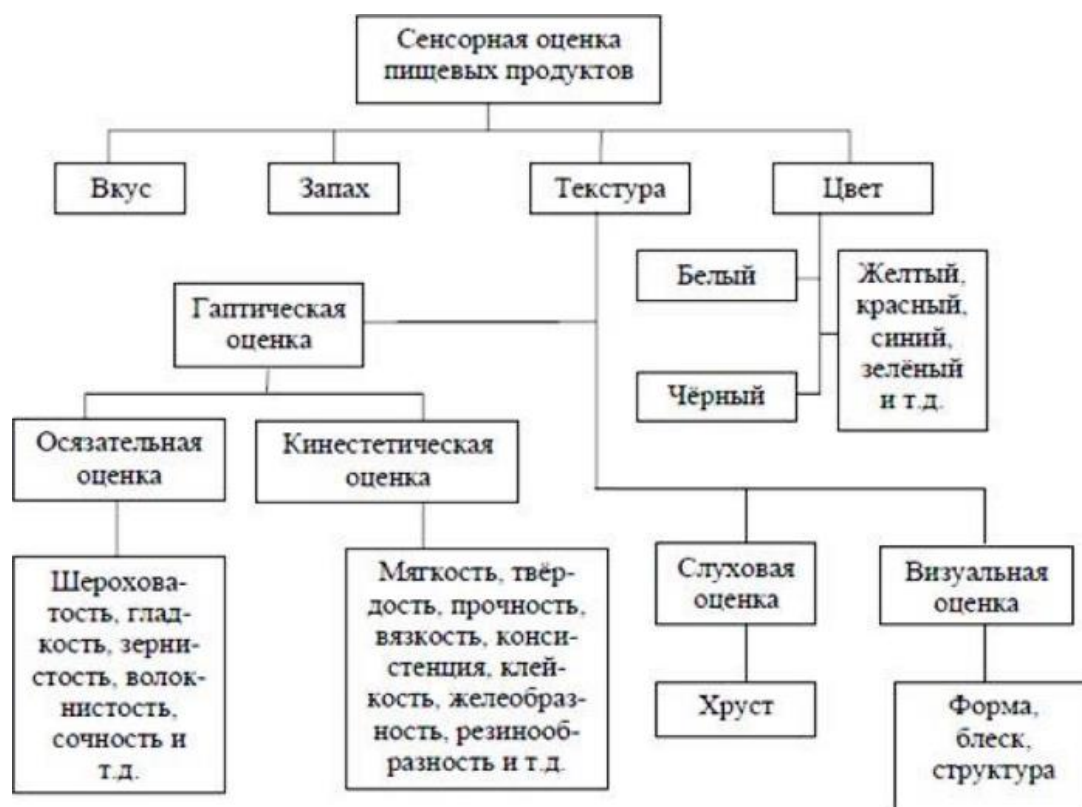 Сенсорная оценка
пищевых продуктов
Вкус
Запах
Текстура
Цвет
Белый
Желтый,
красный,
синий,
зелёный
и т.д.
Чёрный
Гаптическая
оценка
Осязательная
оценка
Кинестетическая
оценка
Шерохова-
тость, глад-
кость, зерни-
стость, волок-
нистость,
сочность и
т.д.
Мягкость, твёр-
дость, прочность,
вязкость, конси-
стенция, клей-
кость, желеобраз-
ность, резинооб-
разность и т.д.
Слуховая
оценка
Хруст
Визуальная
оценка
Форма,
блеск,
структура